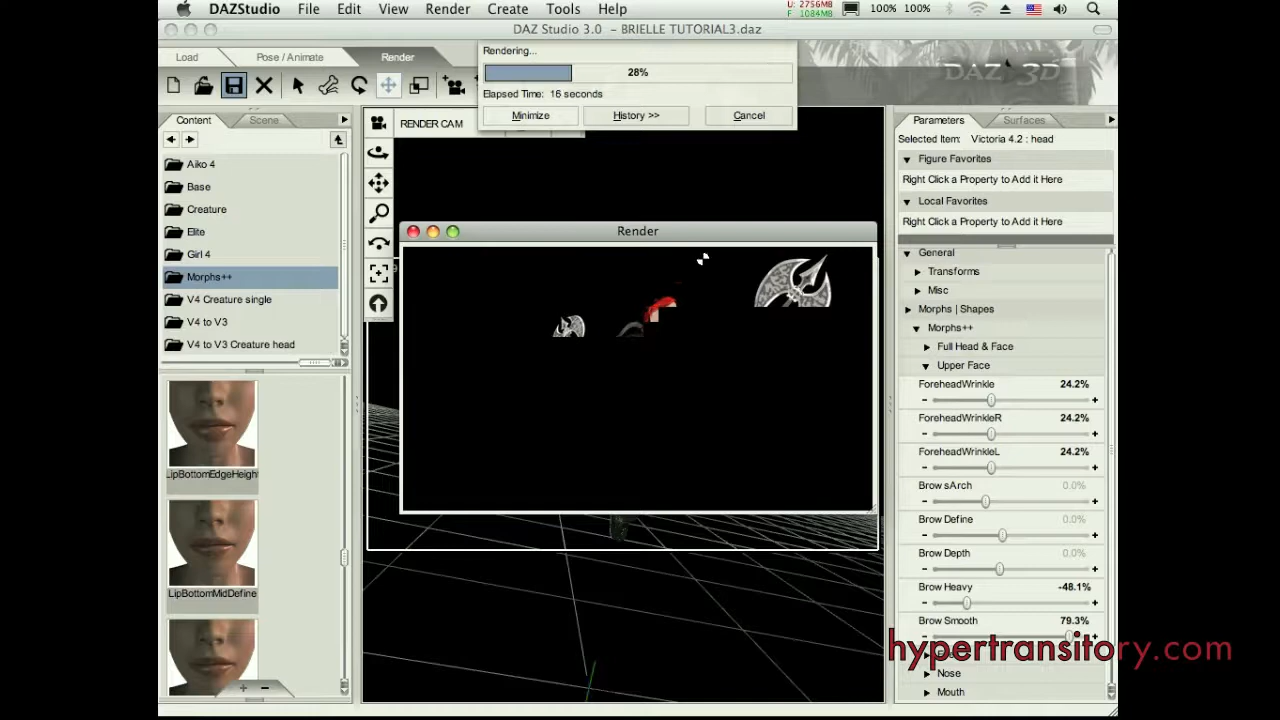 DAZStudio File Edit View Render Create Tools Help U: 2756MB F: 1084MB 100% 100%
DAZ Studio 3.0 - BRIELLE TUTORIAL3.daz
Load Pose / Animate Render
Rendering...
28%
Elapsed Time: 16 seconds
Minimize History >> Cancel
DAZ 3D
Content Scene
RENDER CAM
Parameters Surfaces
Selected Item: Victoria 4.2 : head
Figure Favorites
Right Click a Property to Add it Here
Local Favorites
Right Click a Property to Add it Here
Aiko 4
Base
Creature
Elite
Girl 4
Morphs++
V4 Creature single
V4 to V3
V4 to V3 Creature head
LipBottomEdgeHeight
LipBottomMidDefine
Render
General
Transforms
Misc
Morphs | Shapes
Morphs++
Full Head & Face
Upper Face
ForeheadWrinkle 24.2%
ForeheadWrinkleR 24.2%
ForeheadWrinkleL 24.2%
Brow sArch 0.0%
Brow Define 0.0%
Brow Depth 0.0%
Brow Heavy -48.1%
Brow Smooth 79.3%
hypertransitory.com
Nose
Mouth